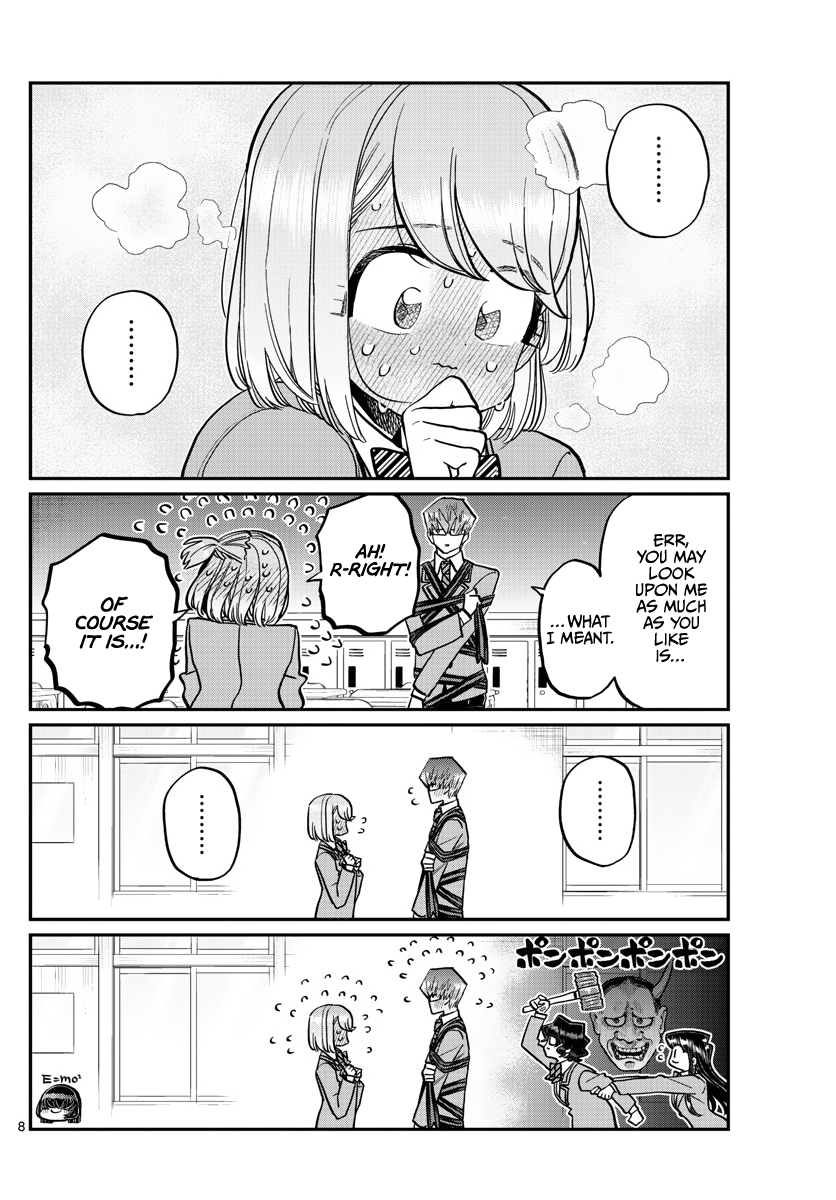 ………
………
ERR,
YOU MAY
LOOK
UPON ME
AS MUCH
AS YOU
LIKE
IS...
...WHAT
I MEANT.
AH!
R-RIGHT!
OF
COURSE
IT IS...!
………
………
ポンポンポンポン
E=mo²
8